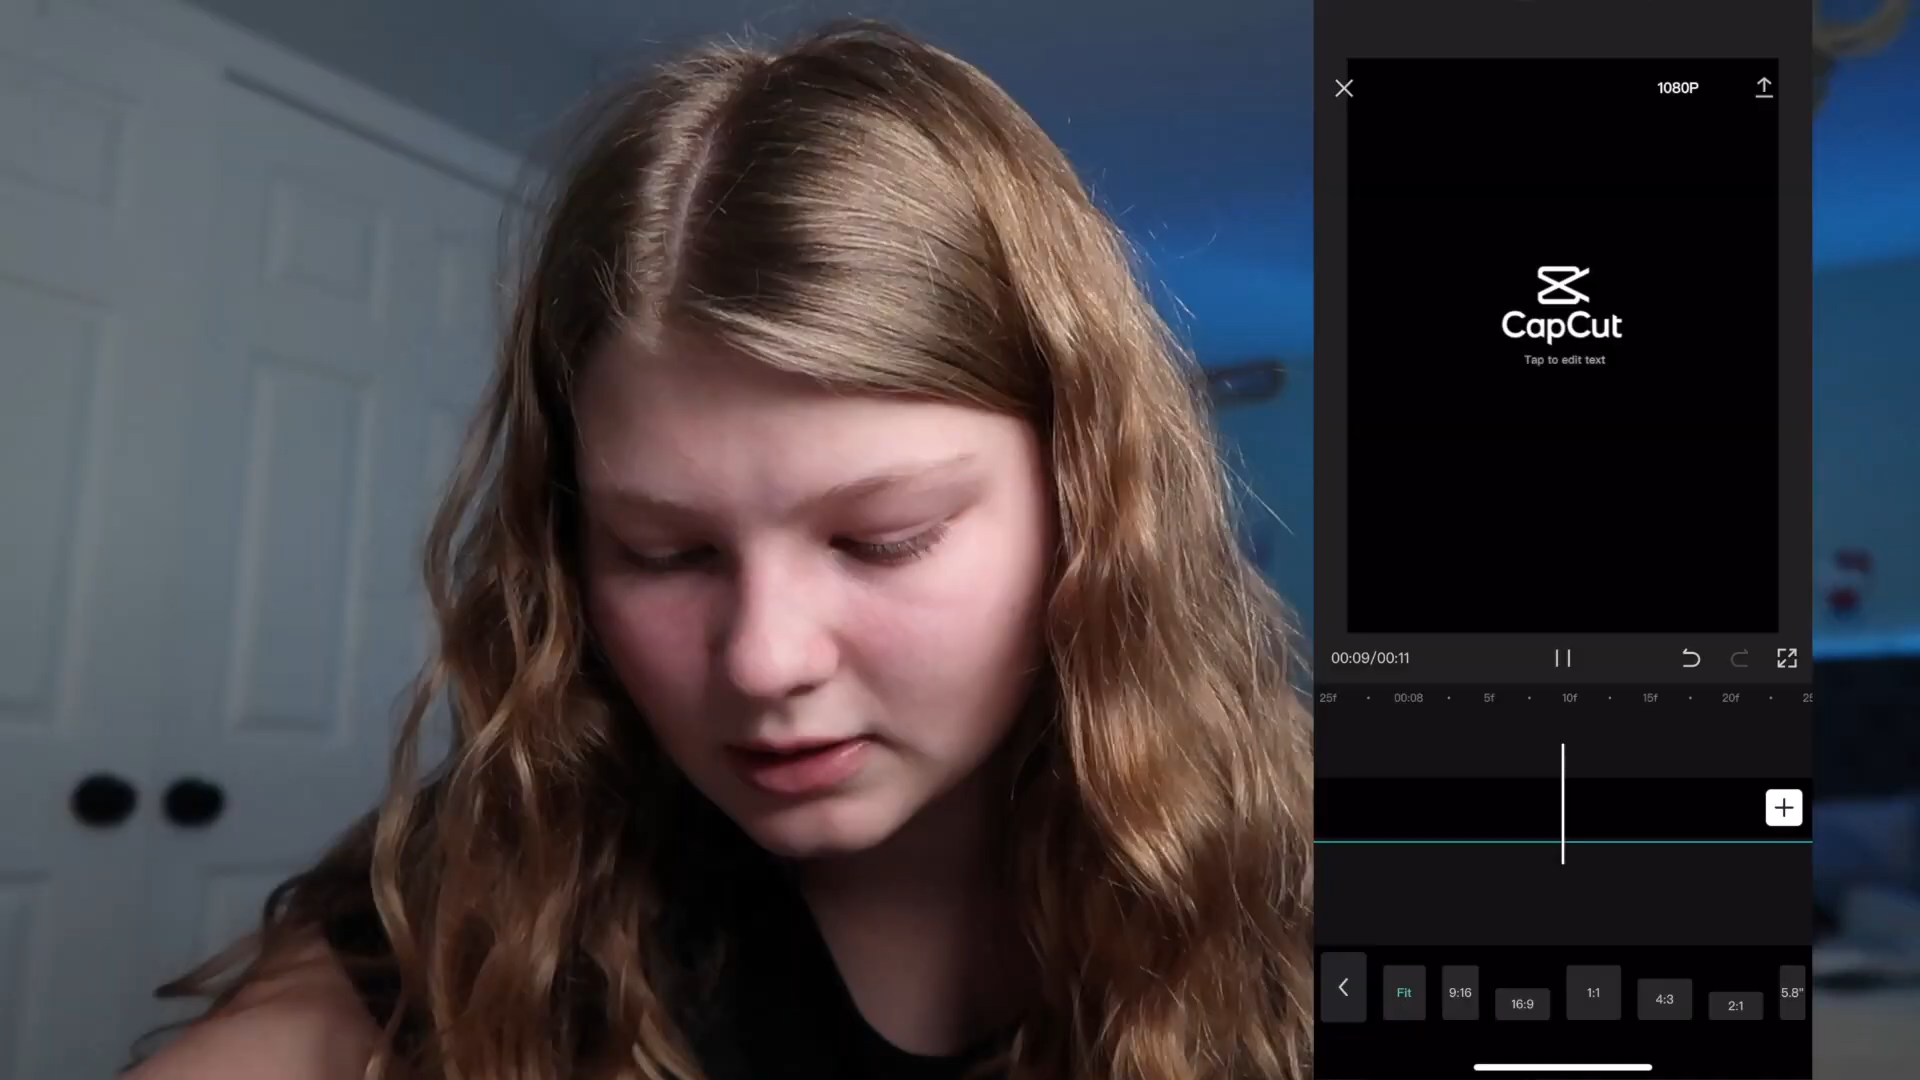 1080P
CapCut
Tap to edit text
00:09/00:11
25f 00:08 5f 10f 15f 20f
Fit 9:16 16:9 1:1 4:3 2:1 5.8"